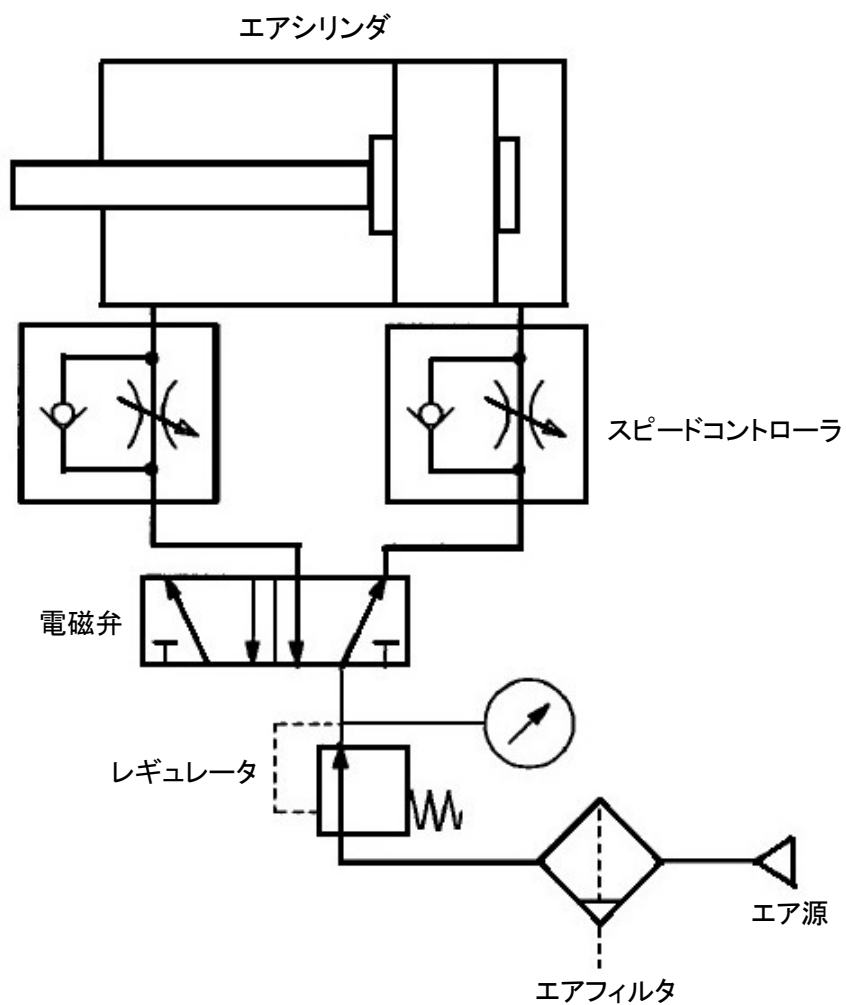 エアシリンダ
スピードコントローラ
電磁弁
レギュレータ
エア源
エアフィルタ